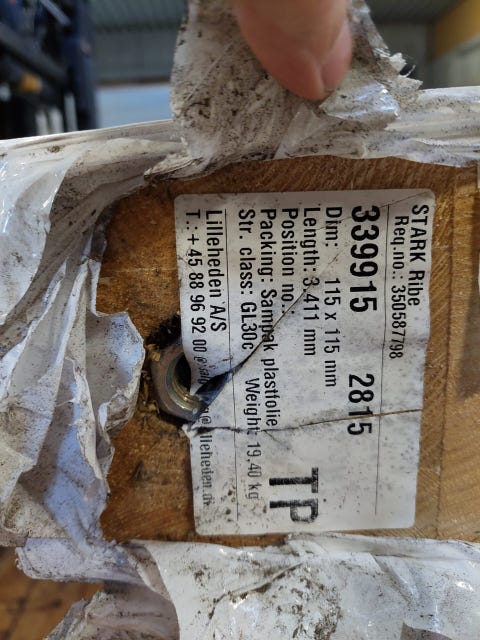 STARK Ribe
Req.no.: 350587798
339915 2815
Dim: 115 x 115 mm
Length: 3.411 mm
Position no.
Packing: Sampak plastfolie
Str. class: GL30c Weight: 19.40 kg
TP
Lilleheden A/S
T.: +45 88 96 92 00